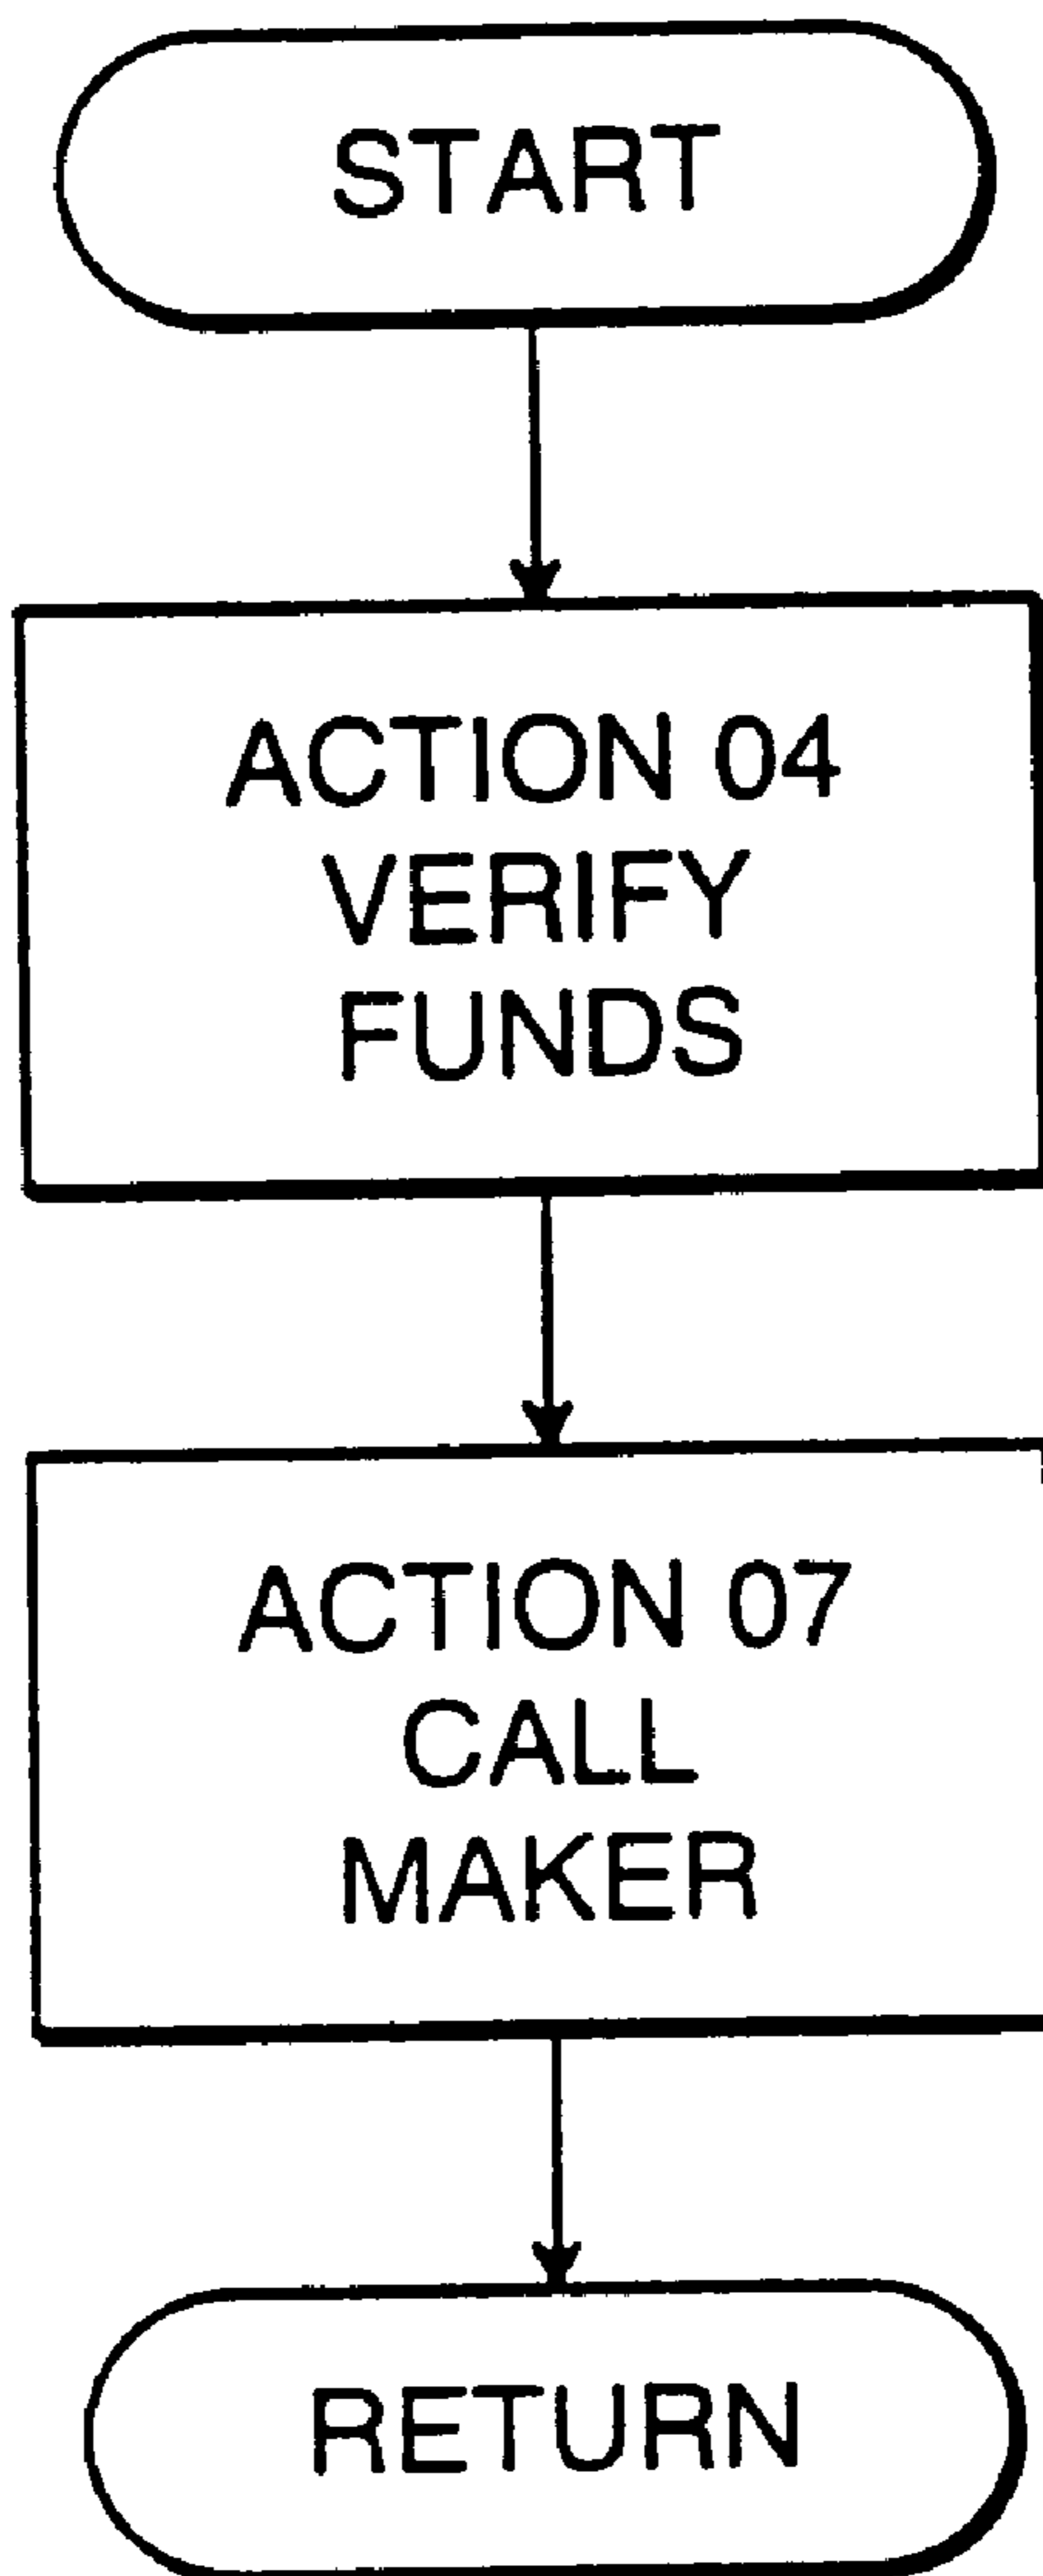 START
ACTION 04
VERIFY
FUNDS
ACTION 07
CALL
MAKER
RETURN